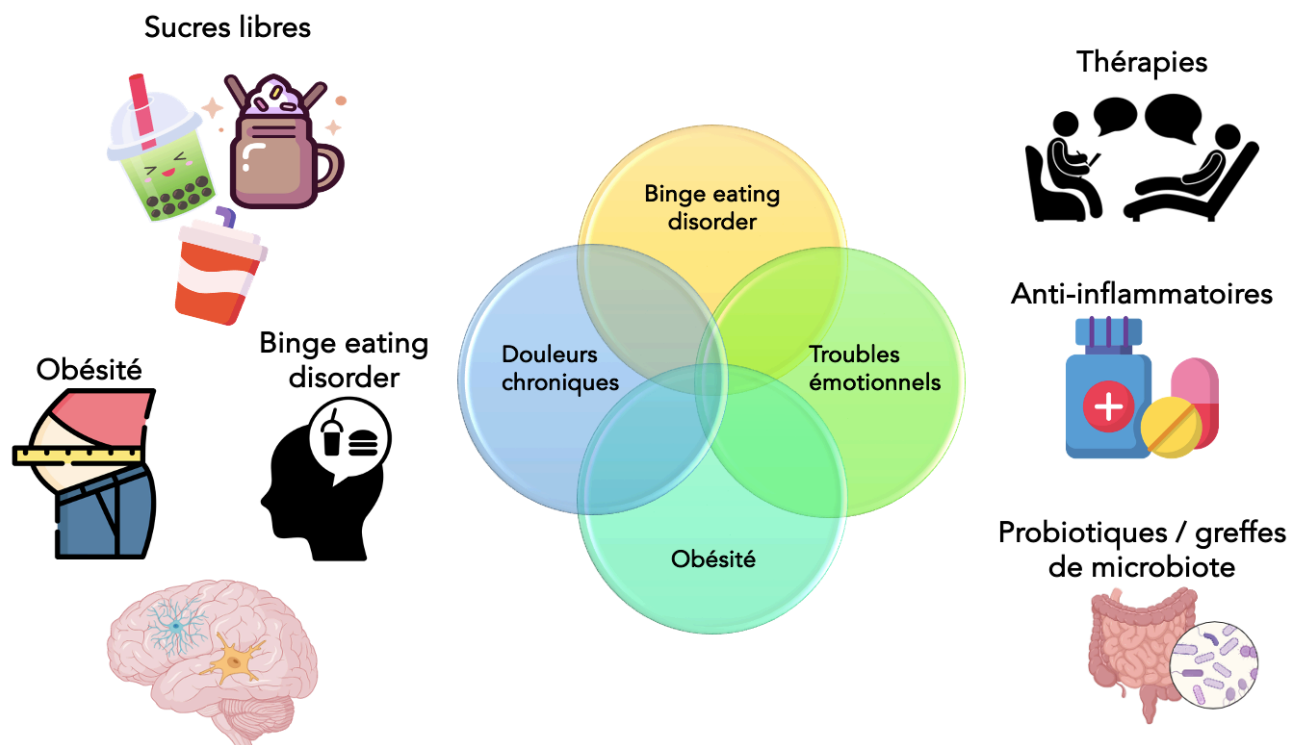 Sucres libres
Obésité
Binge eating
disorder
Binge eating
disorder
Douleurs
chroniques
Troubles
émotionnels
Obésité
Thérapies
Anti-inflammatoires
Probiotiques / greffes
de microbiote